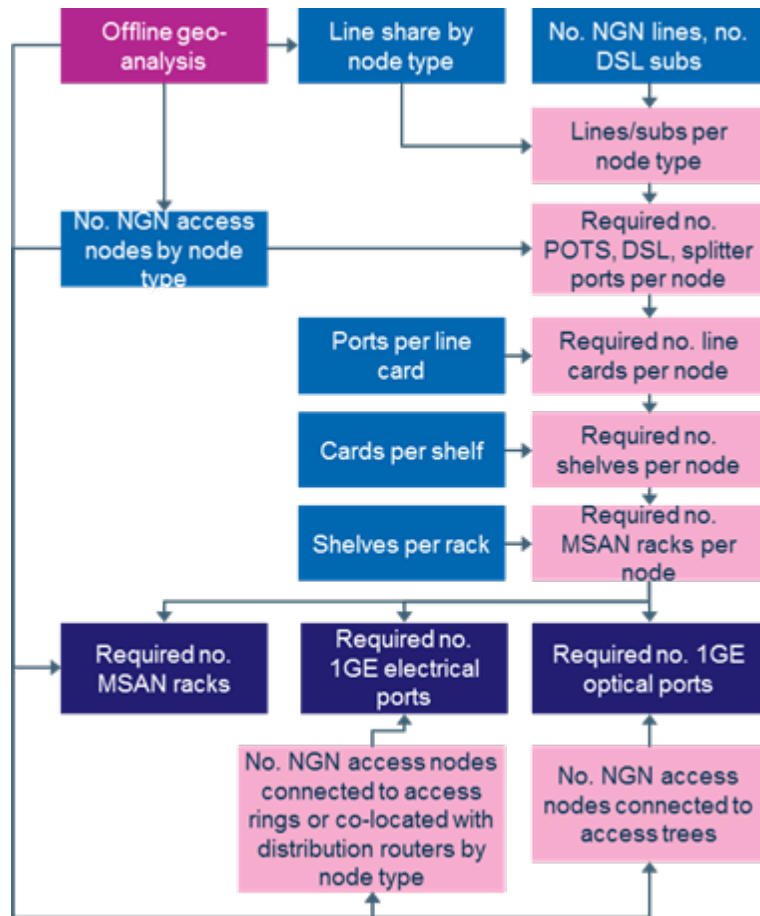 Offline geo-
analysis
Line share by
node type
No. NGN lines, no.
DSL subs
Lines/subs per
node type
No. NGN access
nodes by node
type
Required no.
POTS, DSL, splitter
ports per node
Ports per line
card
Required no. line
cards per node
Cards per shelf
Required no.
shelves per node
Shelves per rack
Required no.
MSAN racks per
node
Required no.
MSAN racks
Required no.
1GE electrical
ports
Required no. 1GE
optical ports
No. NGN access nodes
connected to access
rings or co-located with
distribution routers by
node type
No. NGN access
nodes connected to
access trees